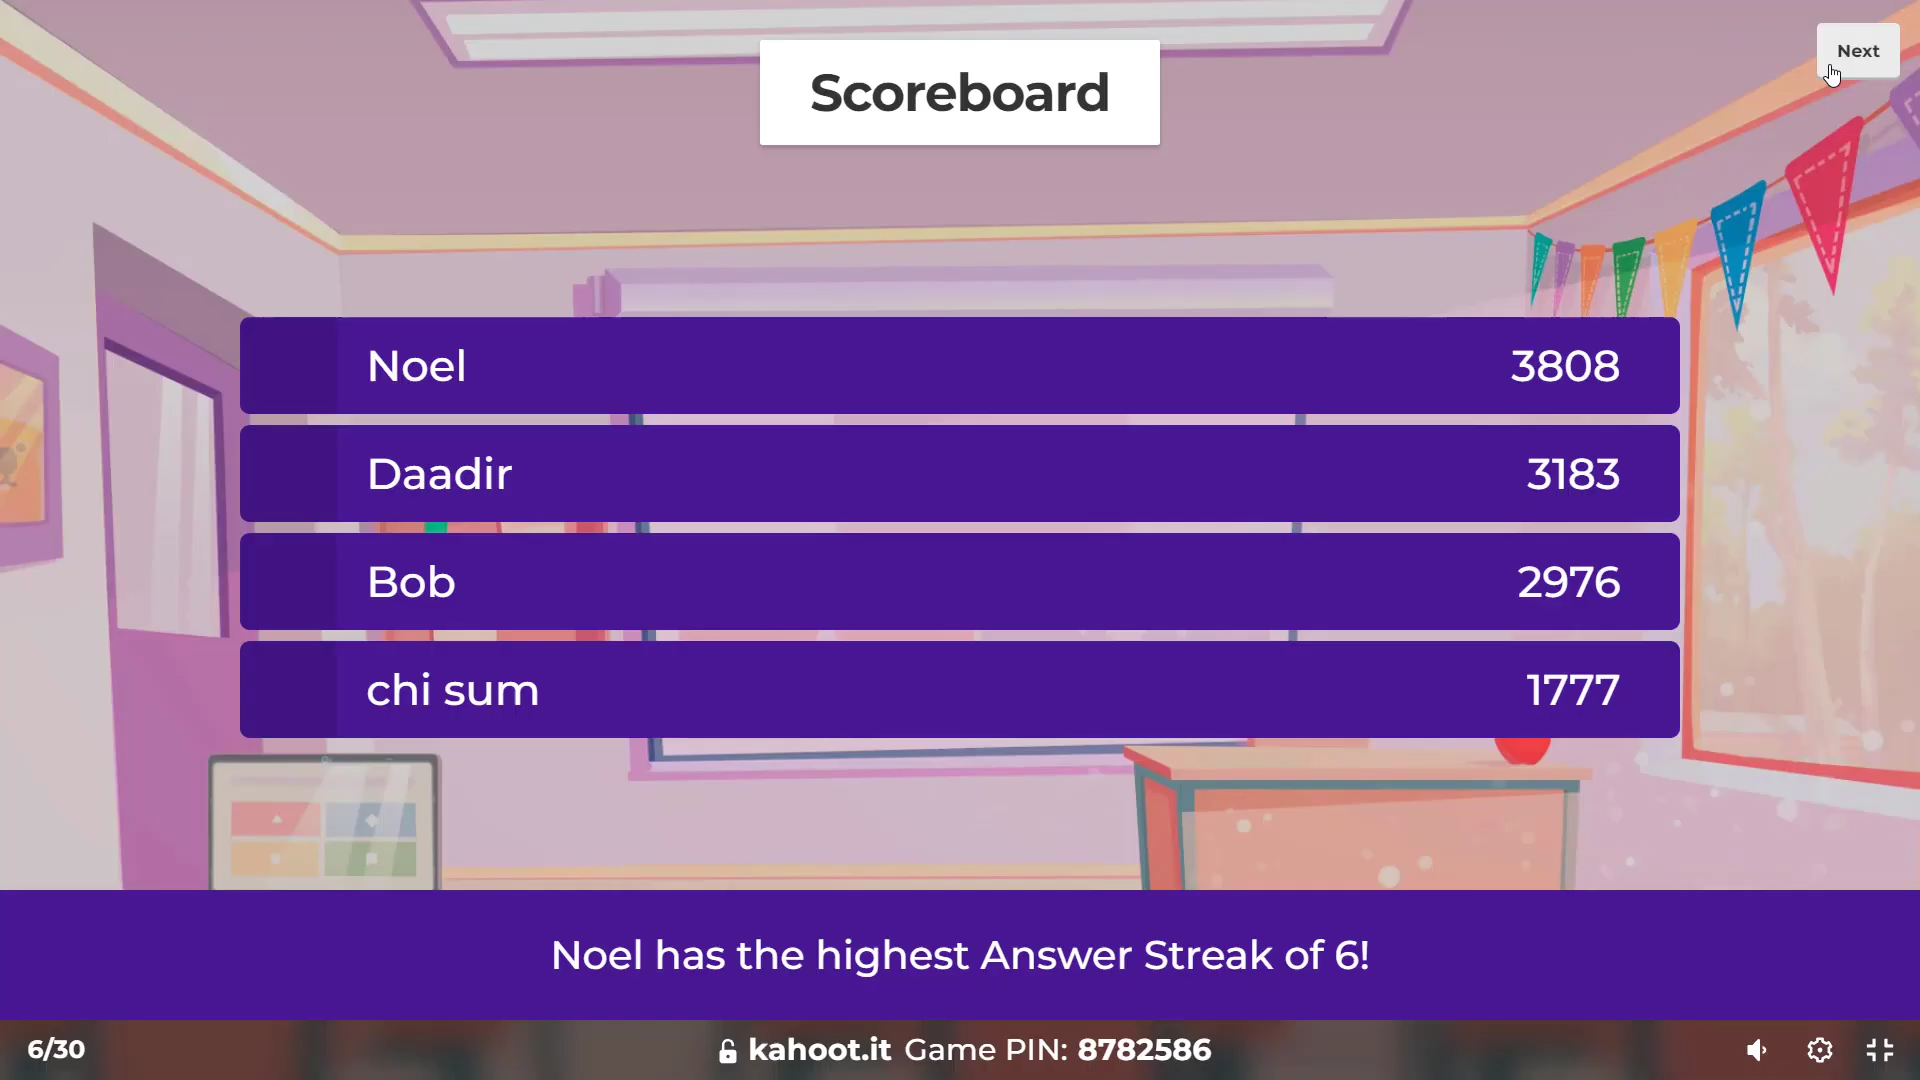 Next
Scoreboard
Noel 3808
Daadir 3183
Bob 2976
chi sum 1777
Noel has the highest Answer Streak of 6!
6/30 kahoot.it Game PIN: 8782586